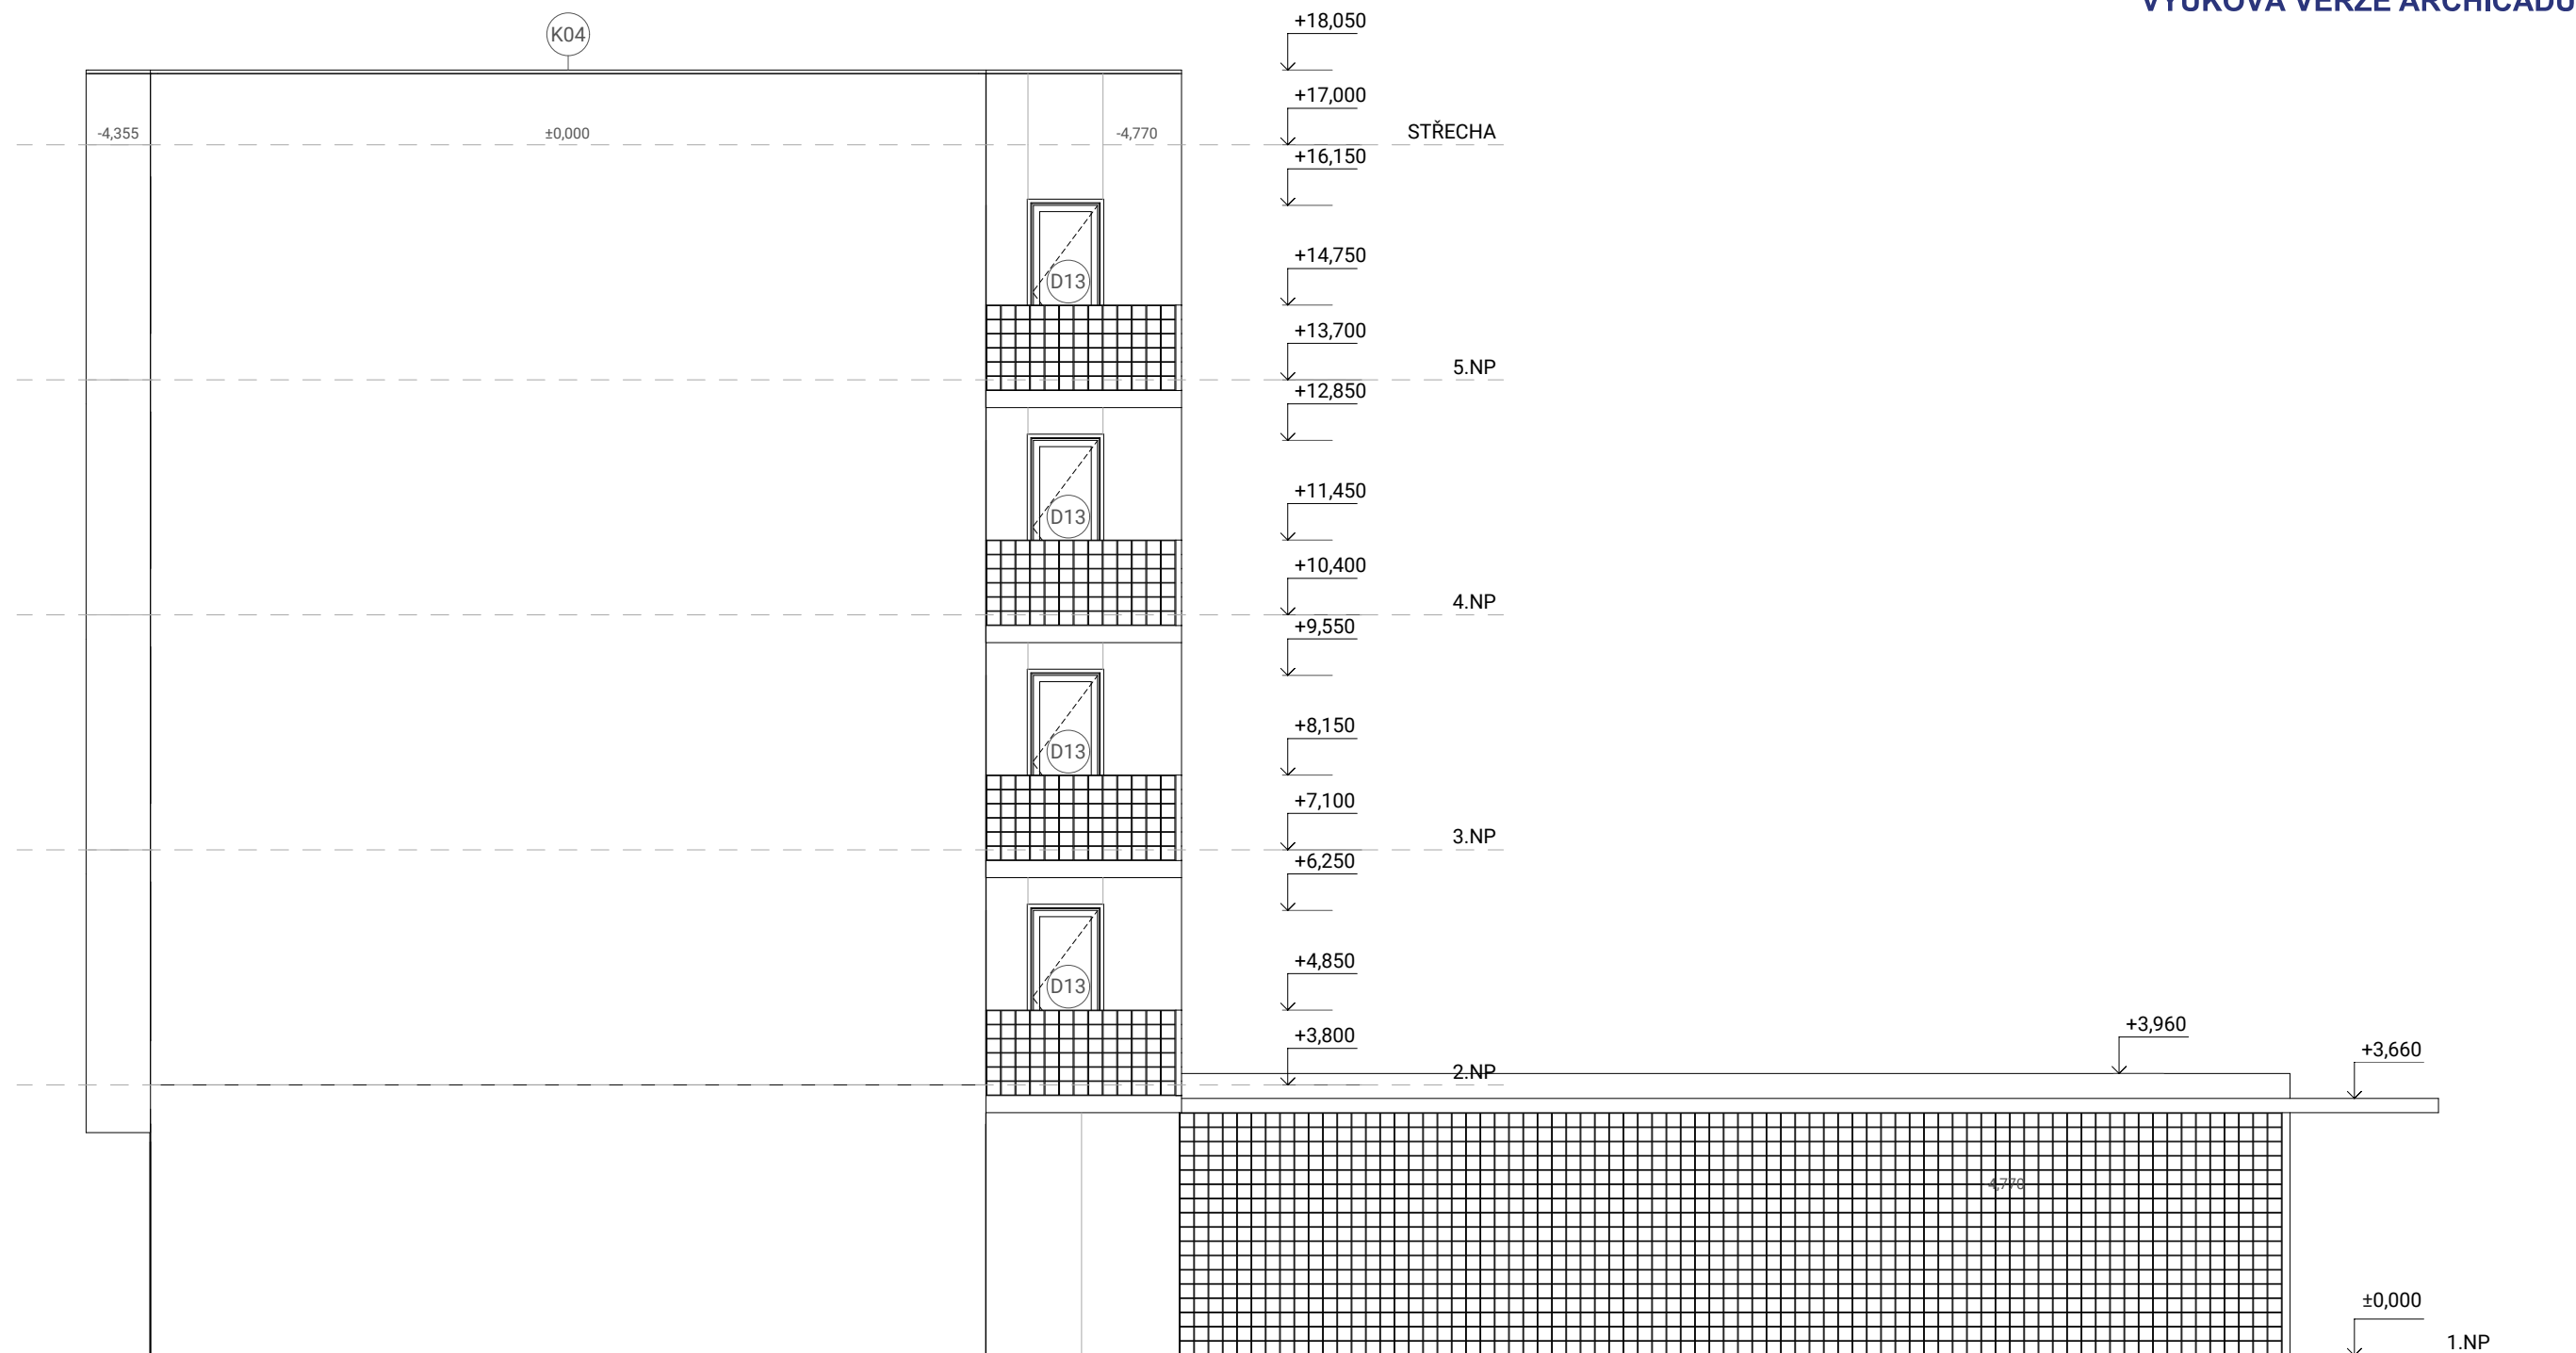 VÝUKOVÁ VERZE ARCHICADU
K04
+18,050
+17,000
-4,355
±0,000
-4,770
STŘECHA
+16,150
+14,750
D13
+13,700
5.NP
+12,850
+11,450
D13
+10,400
4.NP
+9,550
+8,150
D13
+7,100
3.NP
+6,250
+4,850
D13
+3,960
+3,800
+3,660
2.NP
-4,770
±0,000
1.NP